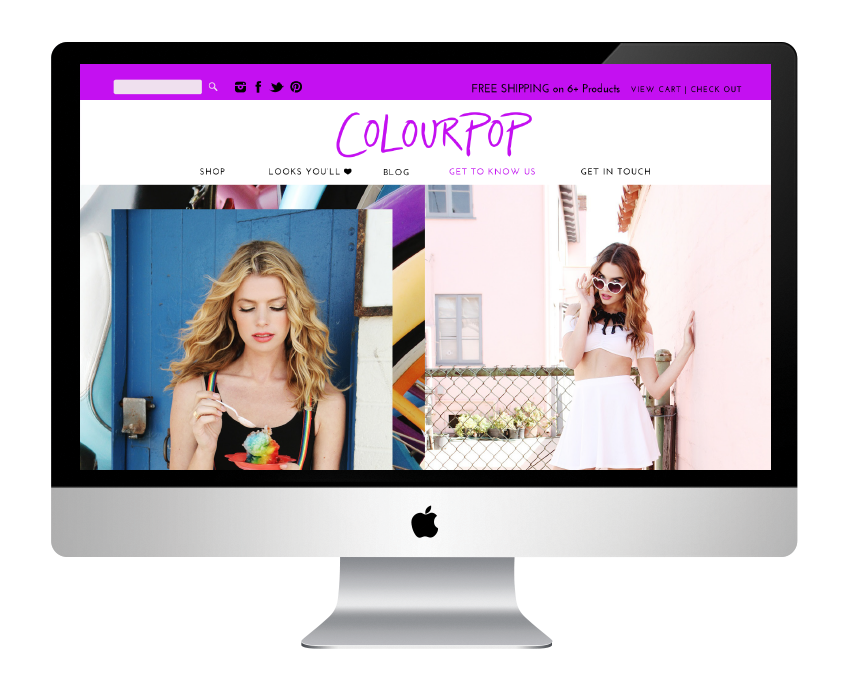 FREE SHIPPING on 6+ Products VIEW CART | CHECK OUT
COLOURPOP
SHOP LOOKS YOU'LL ♥ BLOG GET TO KNOW US GET IN TOUCH